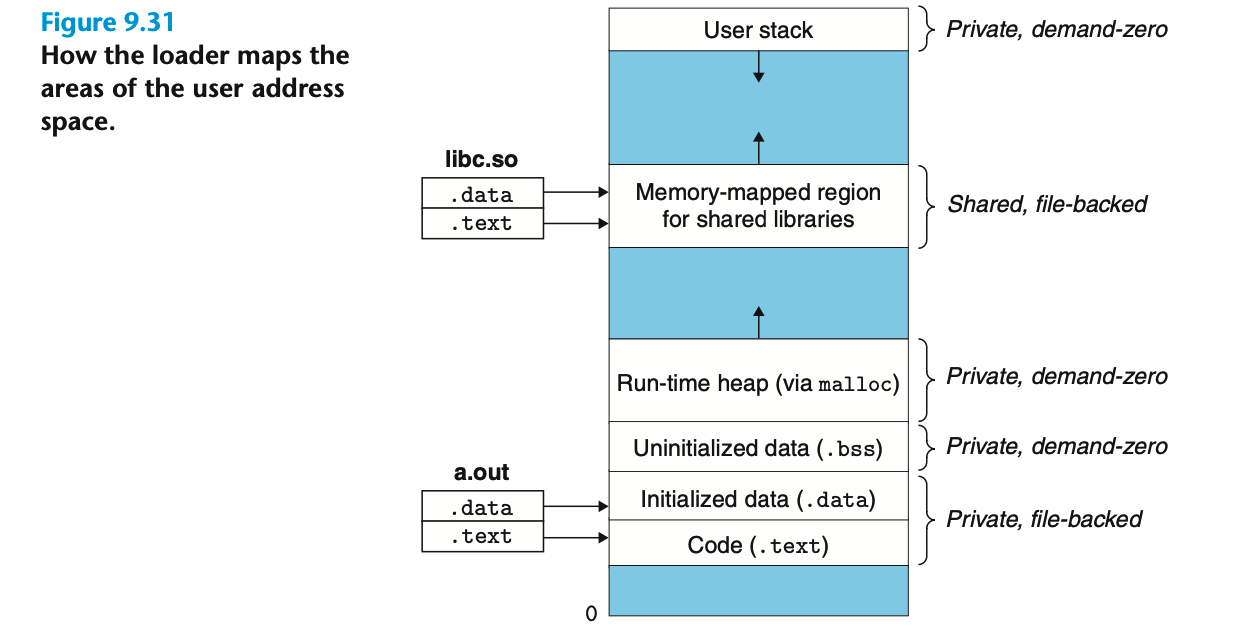 Figure 9.31
How the loader maps the
areas of the user address
space.
User stack
Private, demand-zero
libc.so
.data
.text
Memory-mapped region
for shared libraries
Shared, file-backed
Run-time heap (via malloc)
Private, demand-zero
Uninitialized data (.bss)
Private, demand-zero
a.out
.data
.text
Initialized data (.data)
Code (.text)
Private, file-backed
0